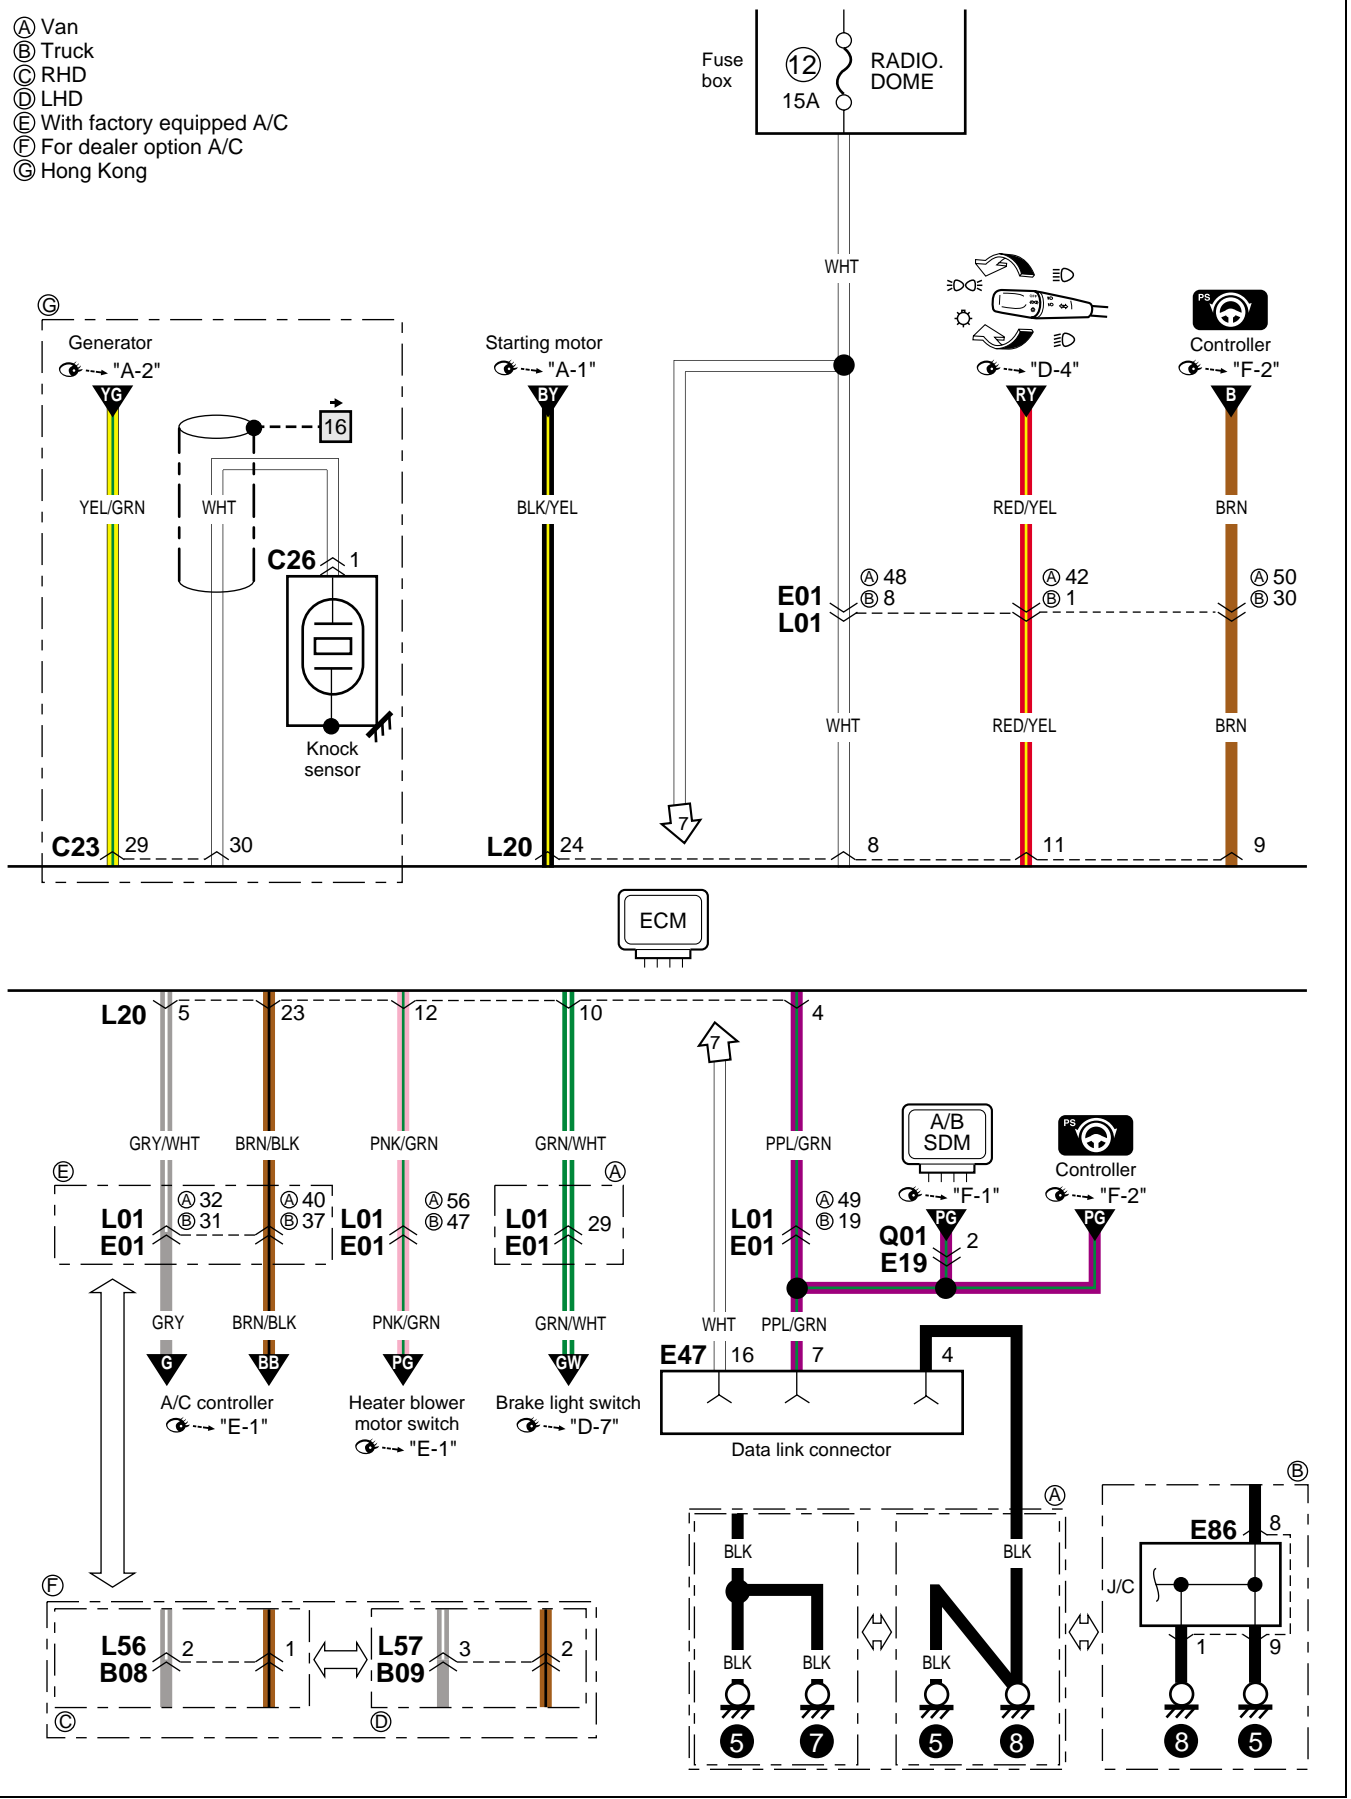 A Van
B Truck
C RHD
D LHD
E With factory equipped A/C
F For dealer option A/C
G Hong Kong
Fuse box
12
15A
RADIO. DOME
WHT
G
Generator
"A-2"
YG
16
YEL/GRN
WHT
C26
1
Knock sensor
Starting motor
"A-1"
BY
BLK/YEL
"D-4"
RY
RED/YEL
PS
Controller
"F-2"
B
BRN
E01
L01
A 48
B 8
A 42
B 1
A 50
B 30
WHT
RED/YEL
BRN
7
C23
29
30
L20
24
8
11
9
ECM
L20
5
23
12
10
4
7
GRY/WHT
BRN/BLK
PNK/GRN
GRN/WHT
PPL/GRN
A/B SDM
"F-1"
PG
PS
Controller
"F-2"
PG
E
L01
E01
A 32
B 31
A 40
B 37
L01
E01
A 56
B 47
A
L01
E01
29
L01
E01
A 49
B 19
Q01
E19
2
GRY
BRN/BLK
PNK/GRN
GRN/WHT
WHT
PPL/GRN
G
BB
PG
GW
A/C controller
"E-1"
Heater blower
motor switch
"E-1"
Brake light switch
"D-7"
E47
16
7
4
Data link connector
F
L56
B08
2
1
C
L57
B09
3
2
D
A
BLK
BLK
BLK
5
7
BLK
BLK
5
8
B
E86
8
J/C
1
9
8
5